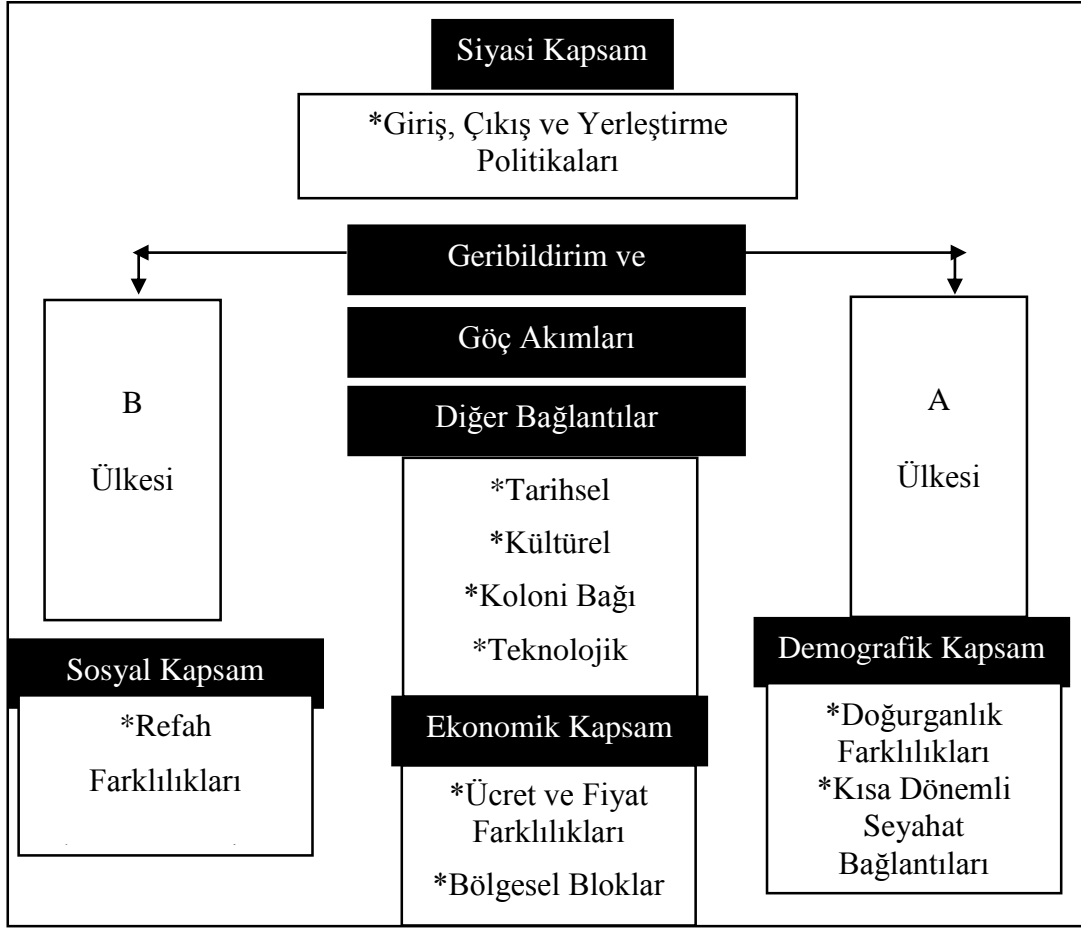 Siyasi Kapsam
*Giriş, Çıkış ve Yerleştirme
Politikaları
Geribildirim ve
Göç Akımları
Diğer Bağlantılar
*Tarihsel
*Kültürel
*Koloni Bağı
*Teknolojik
B
Ülkesi
A
Ülkesi
Sosyal Kapsam
*Refah
Farklılıkları
Ekonomik Kapsam
*Ücret ve Fiyat
Farklılıkları
*Bölgesel Bloklar
Demografik Kapsam
*Doğurganlık
Farklılıkları
*Kısa Dönemli
Seyahat
Bağlantıları